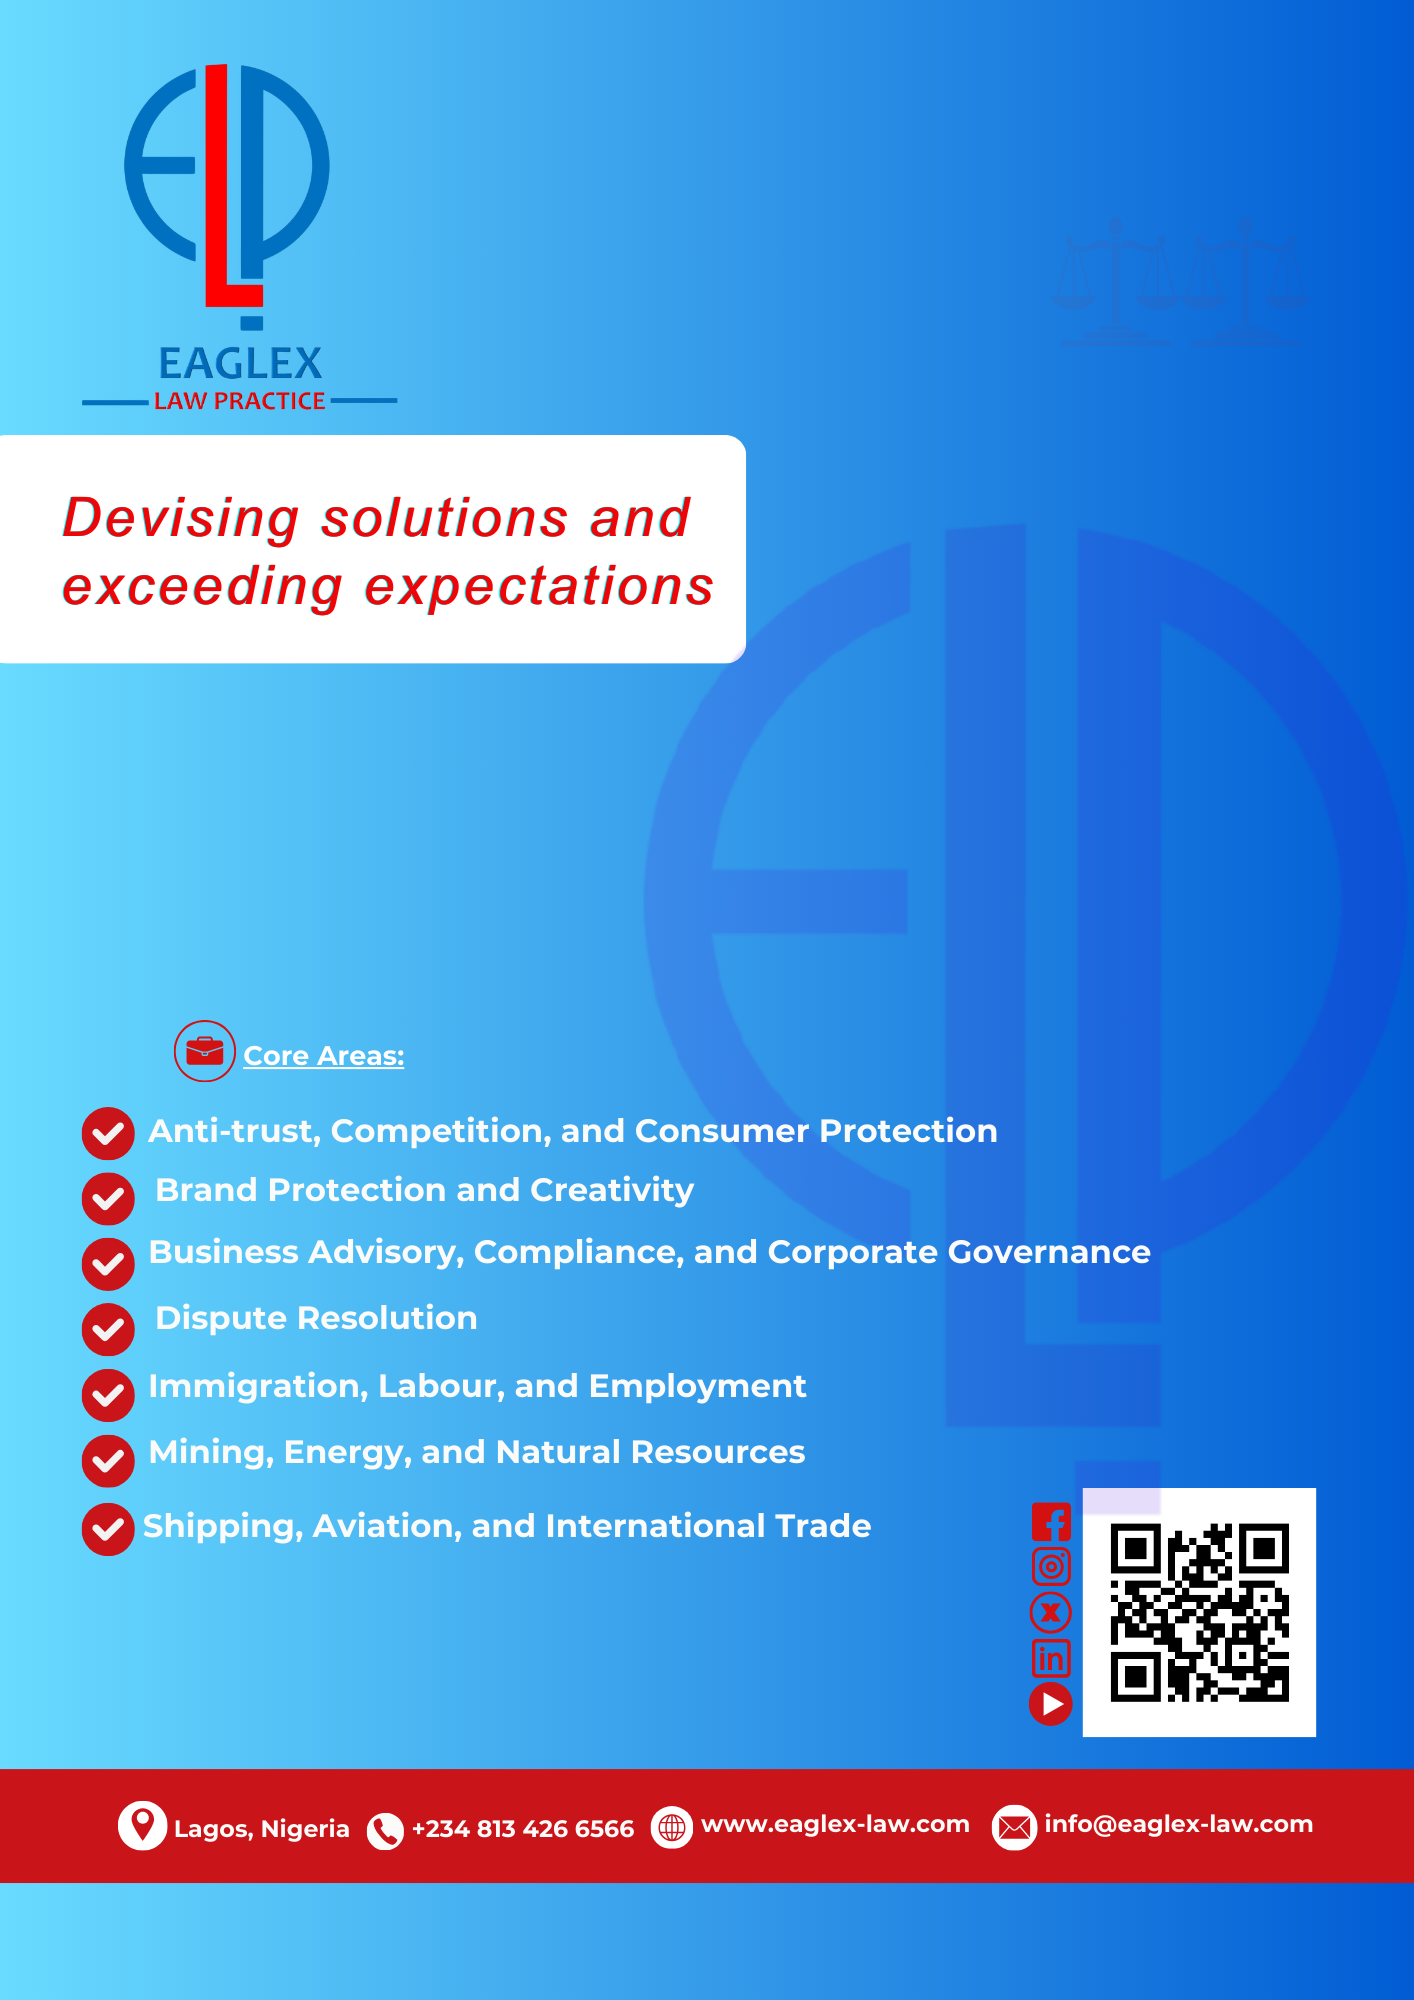 ELP
EAGLEX
LAW PRACTICE
Devising solutions and
exceeding expectations
Core Areas:
Anti-trust, Competition, and Consumer Protection
Brand Protection and Creativity
Business Advisory, Compliance, and Corporate Governance
Dispute Resolution
Immigration, Labour, and Employment
Mining, Energy, and Natural Resources
Shipping, Aviation, and International Trade
Lagos, Nigeria
+234 813 426 6566
www.eaglex-law.com
info@eaglex-law.com